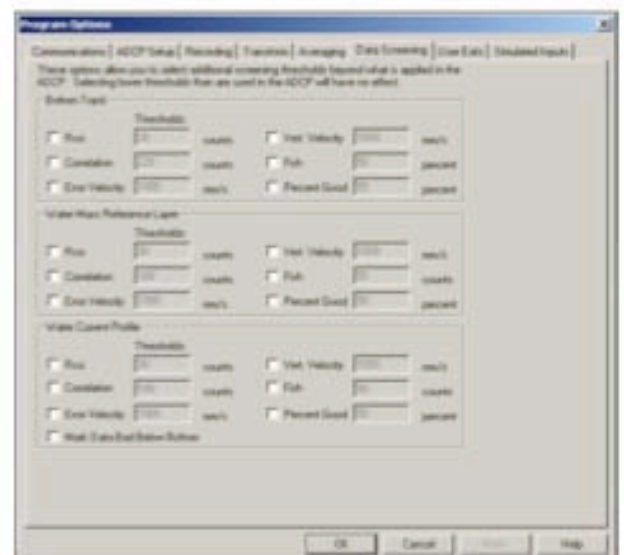 Program Options
Communications ADCP Setup Recording Transform Averaging Data Screening User Exits Simulated Inputs
These options allow you to select additional screening thresholds beyond what is applied in the
ADCP. Selecting lower thresholds than are used in the ADCP will have no effect.
Bottom Track
Thresholds
Rssi counts Vert. Velocity mm/s
Correlation counts Fish percent
Error Velocity mm/s Percent Good percent
Water Mass Reference Layer
Thresholds
Rssi counts Vert. Velocity mm/s
Correlation counts Fish counts
Error Velocity mm/s Percent Good percent
Water Current Profile
Thresholds
Rssi counts Vert. Velocity mm/s
Correlation counts Fish counts
Error Velocity mm/s Percent Good percent
Mark Data Bad Below Bottom
OK Cancel Apply Help